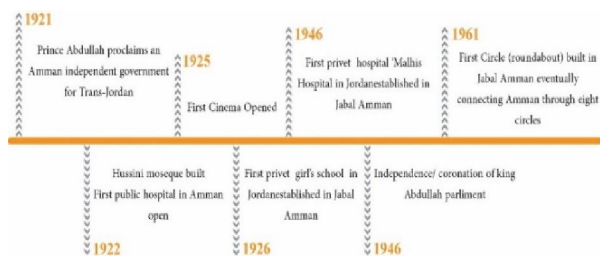 1921
Prince Abdullah proclaims an
Amman independent government
for Trans-Jordan
1925
First Cinema Opened
1946
First privet hospital 'Malhis
Hospital in Jordanestablished in
Jabal Amman
1961
First Circle (roundabout) built in
Jabal Amman eventually
connecting Amman through eight
circles
Hussini moseque built
First public hospital in Amman
open
1922
First privet girl's school in
Jordanestablished in Jabal
Amman
1926
Independence/ coronation of king
Abdullah parliment
1946